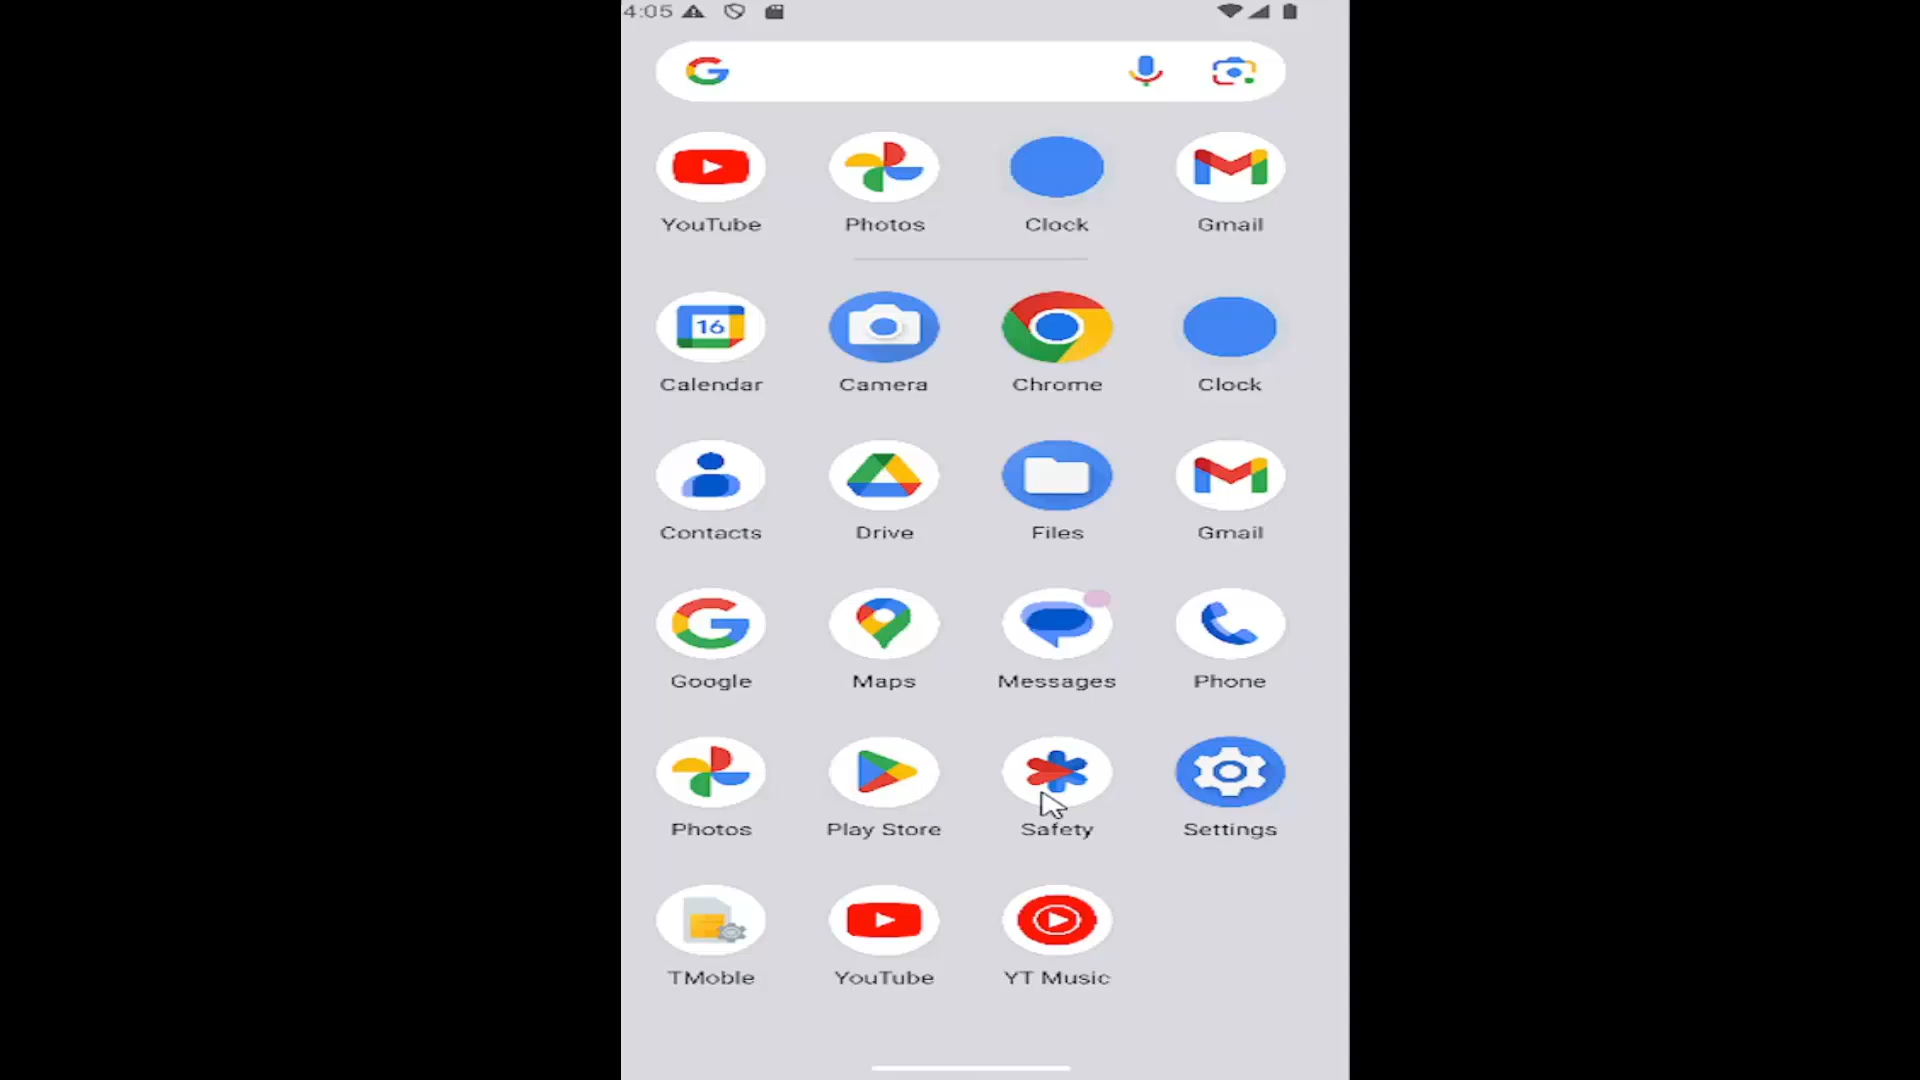 4:05
YouTube Photos Clock Gmail
16
Calendar Camera Chrome Clock
Contacts Drive Files Gmail
Google Maps Messages Phone
Photos Play Store Safety Settings
TMoble YouTube YT Music